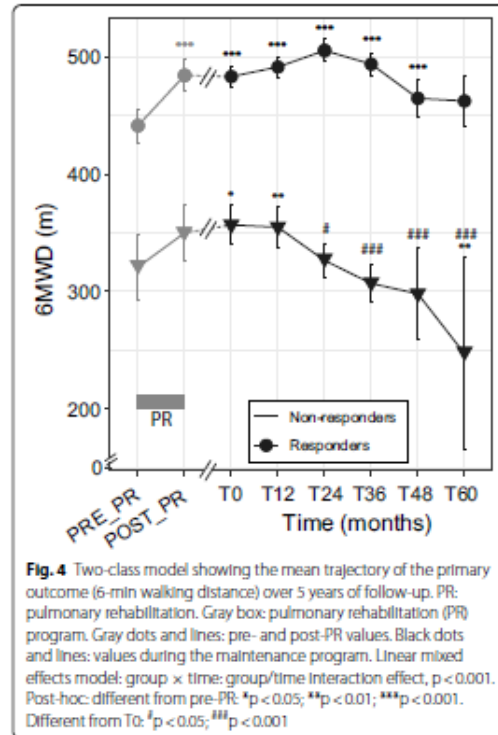 ***
***
***
***
***
***
500
400
300
200
0
6MWD (m)
*
**
#
###
###
###
**
PR
Non-responders
Responders
PRE_PR
POST_PR
T0 T12 T24 T36 T48 T60
Time (months)
Fig. 4 Two-class model showing the mean trajectory of the primary
outcome (6-min walking distance) over 5 years of follow-up. PR:
pulmonary rehabilitation. Gray box: pulmonary rehabilitation (PR)
program. Gray dots and lines: pre- and post-PR values. Black dots
and lines: values during the maintenance program. Linear mixed
effects model: group × time: group/time interaction effect, p < 0.001.
Post-hoc: different from pre-PR: *p < 0.05; **p < 0.01; ***p < 0.001.
Different from T0: #p < 0.05; ###p < 0.001